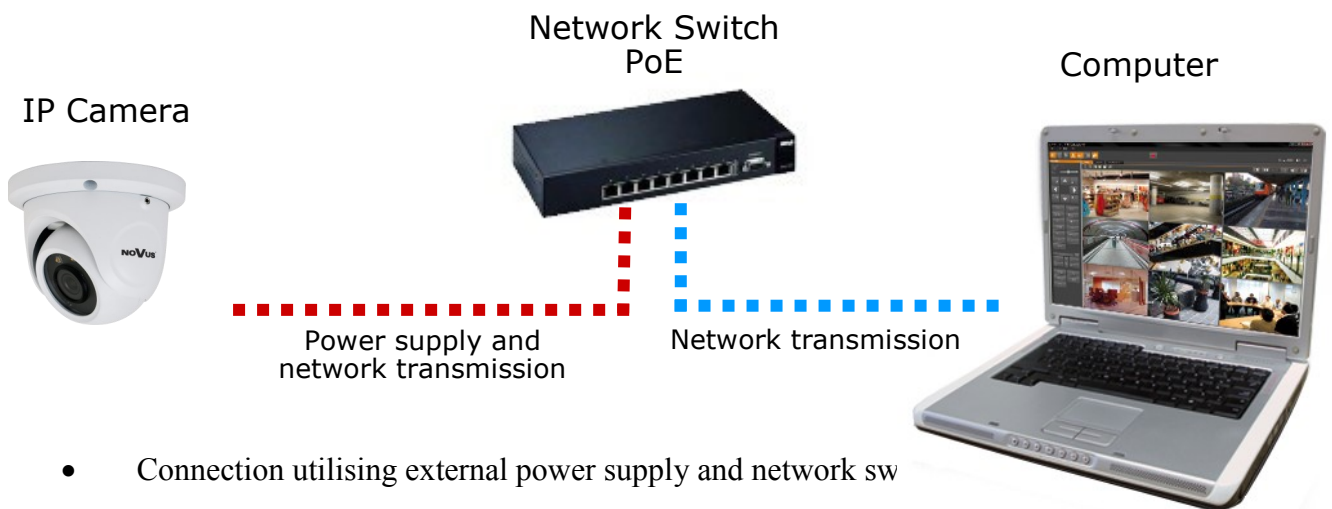 Network Switch
PoE
Computer
IP Camera
NOVUS
Power supply and
network transmission
Network transmission
• Connection utilising external power supply and network sw